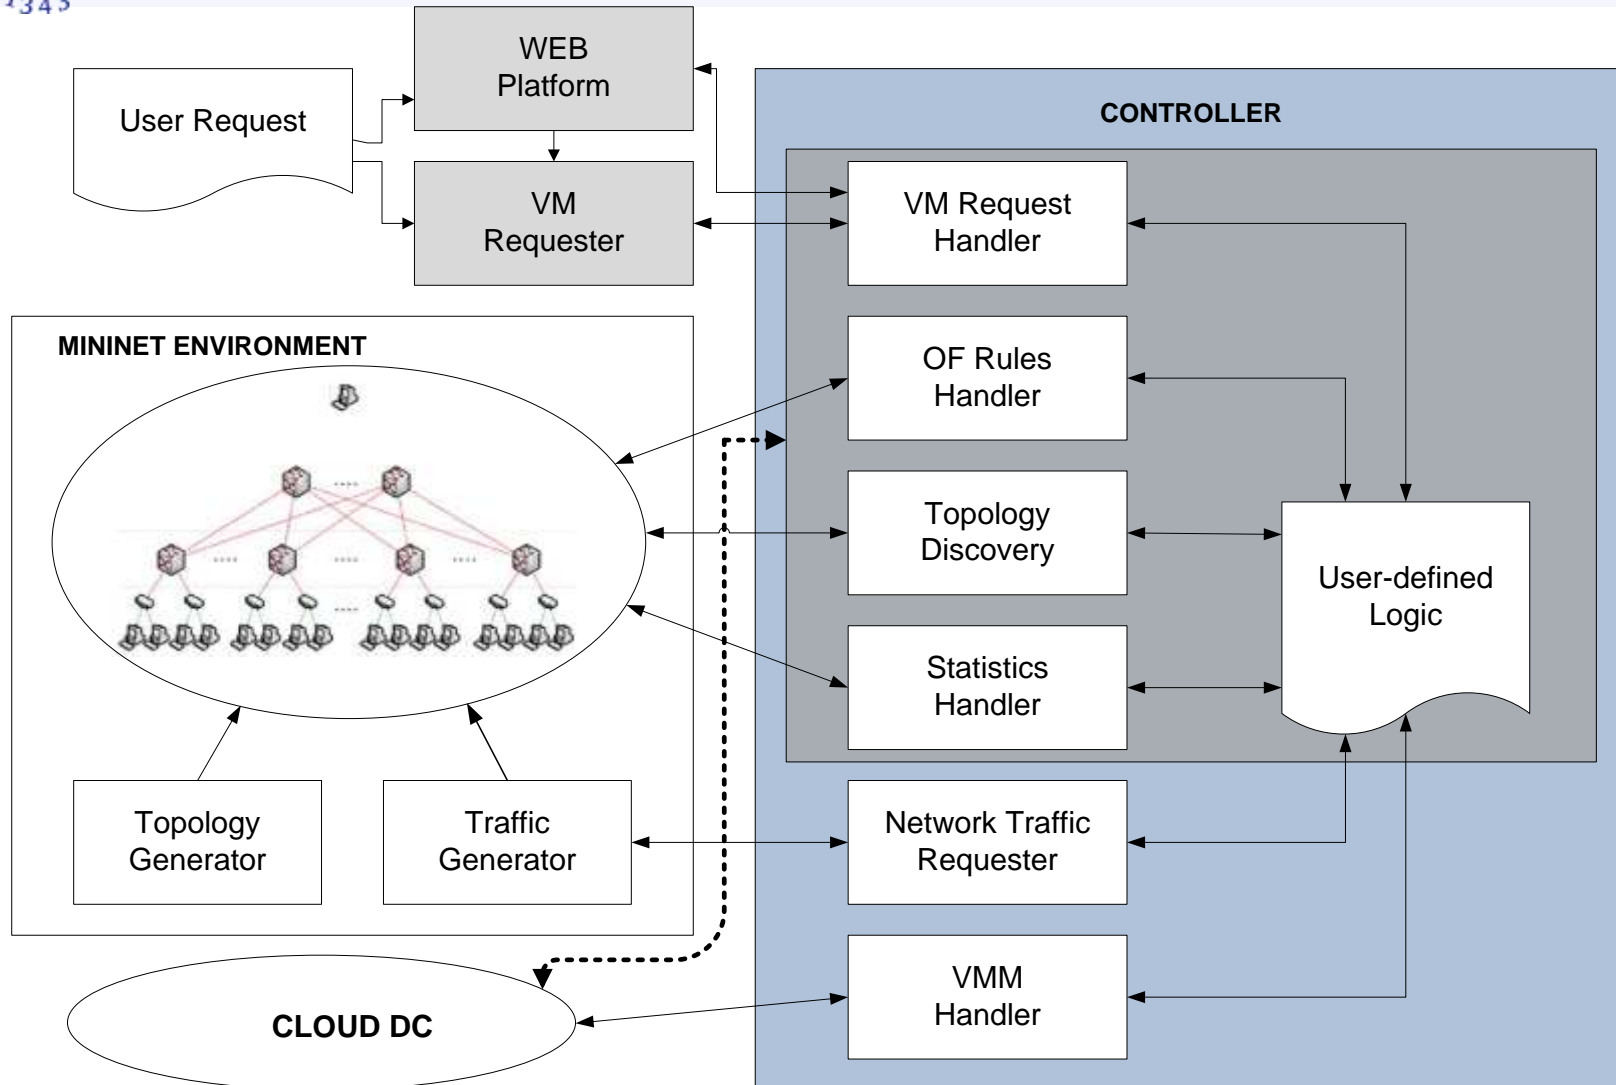 1345
WEB
Platform
User Request
CONTROLLER
VM
Requester
VM Request
Handler
MININET ENVIRONMENT
OF Rules
Handler
Topology
Discovery
User-defined
Logic
Statistics
Handler
Topology
Generator
Traffic
Generator
Network Traffic
Requester
VMM
Handler
CLOUD DC